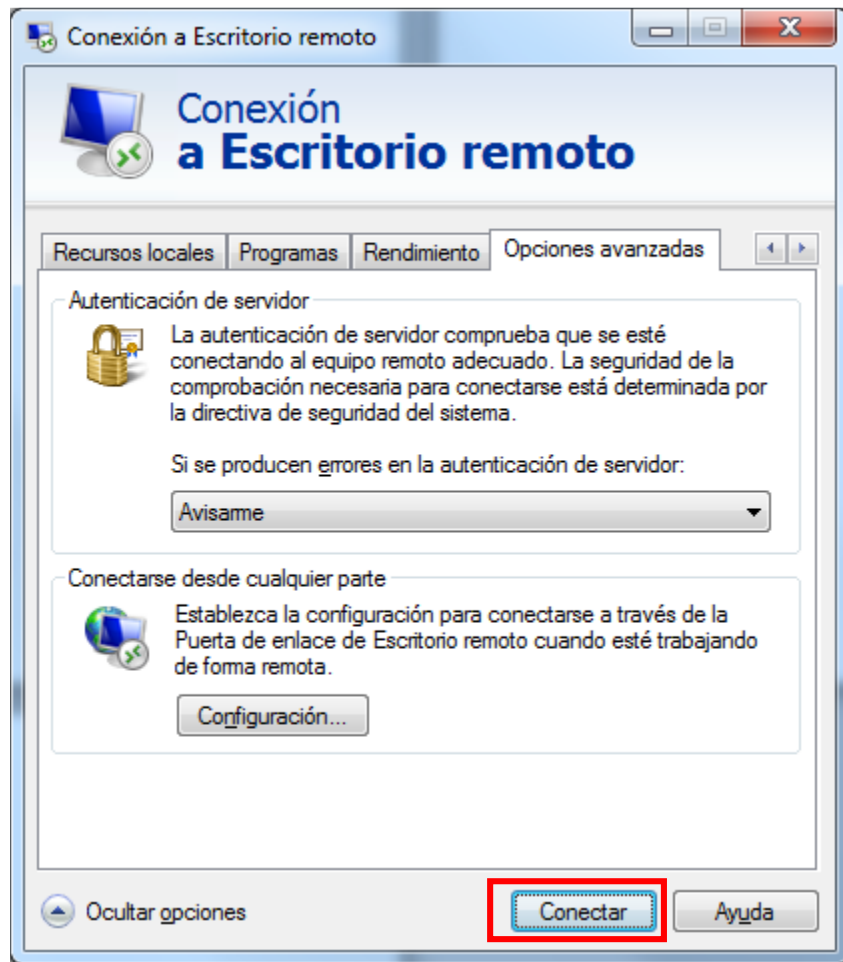 Conexión a Escritorio remoto
Conexión
a Escritorio remoto
Recursos locales Programas Rendimiento Opciones avanzadas
Autenticación de servidor
La autenticación de servidor comprueba que se esté
conectando al equipo remoto adecuado. La seguridad de la
comprobación necesaria para conectarse está determinada por
la directiva de seguridad del sistema.
Si se producen errores en la autenticación de servidor:
Avisarme
Conectarse desde cualquier parte
Establezca la configuración para conectarse a través de la
Puerta de enlace de Escritorio remoto cuando esté trabajando
de forma remota.
Configuración...
Ocultar opciones Conectar Ayuda